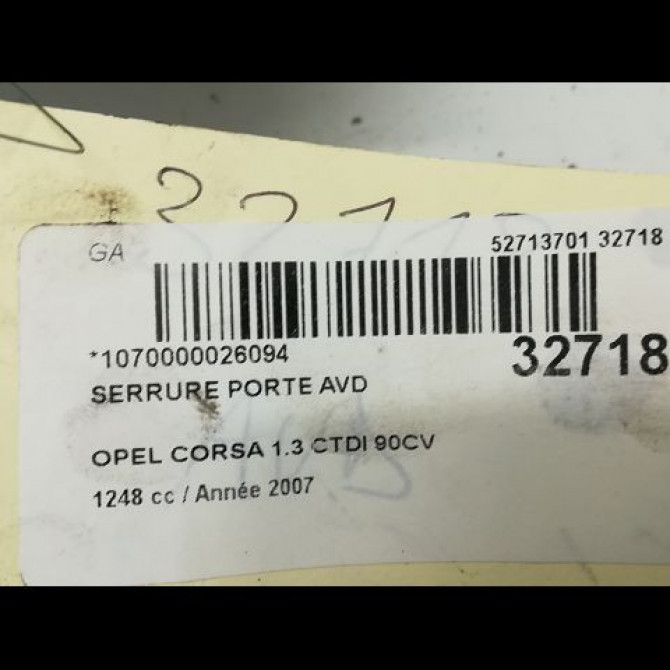 GA
52713701 32718
*1070000026094
32718
SERRURE PORTE AVD
OPEL CORSA 1.3 CTDI 90CV
1248 cc / Année 2007